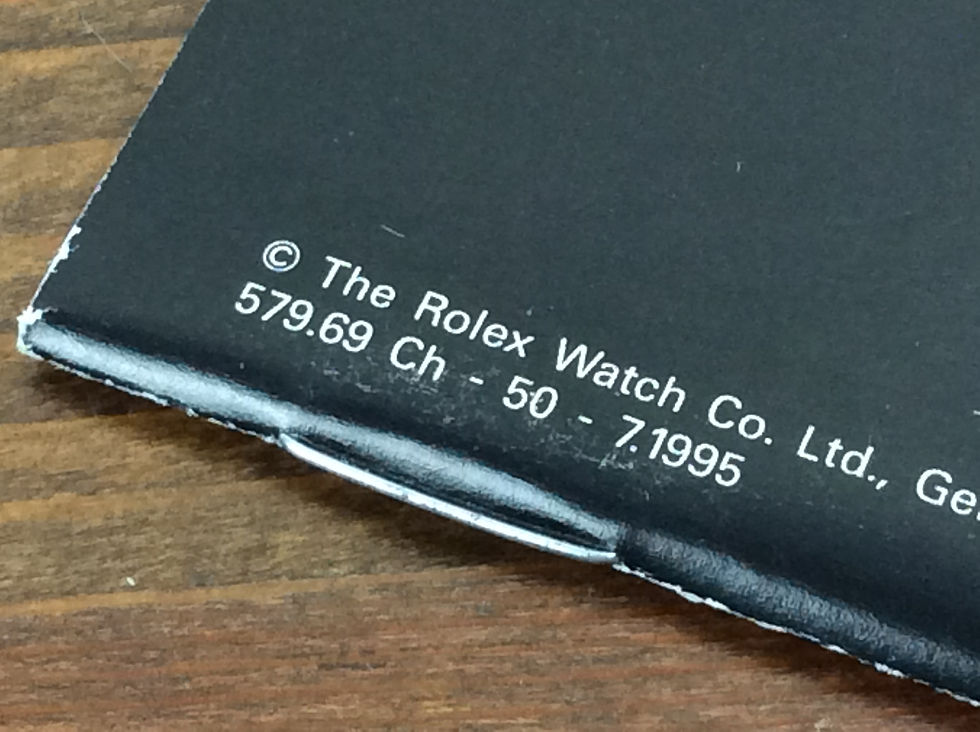 © The Rolex Watch Co. Ltd.,
579.69 Ch - 50 - 7.1995